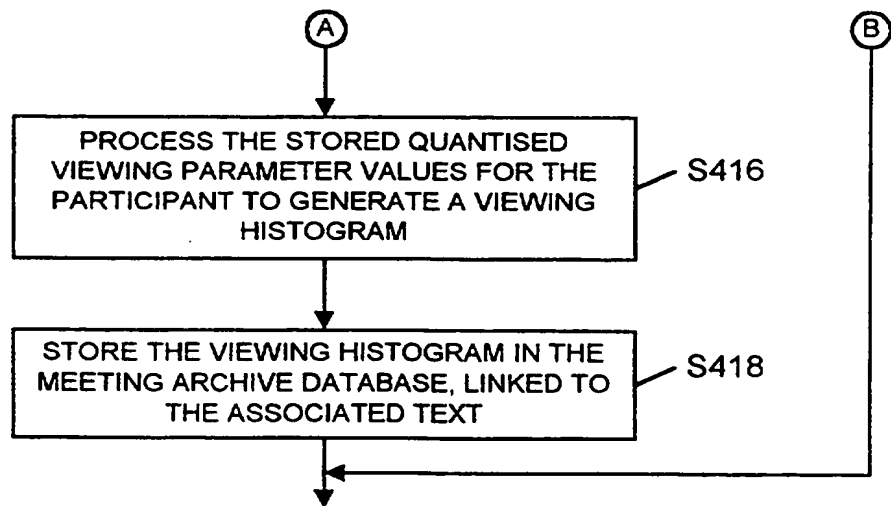 A
B
PROCESS THE STORED QUANTISED
VIEWING PARAMETER VALUES FOR THE
PARTICIPANT TO GENERATE A VIEWING
HISTOGRAM
S416
STORE THE VIEWING HISTOGRAM IN THE
MEETING ARCHIVE DATABASE, LINKED TO
THE ASSOCIATED TEXT
S418